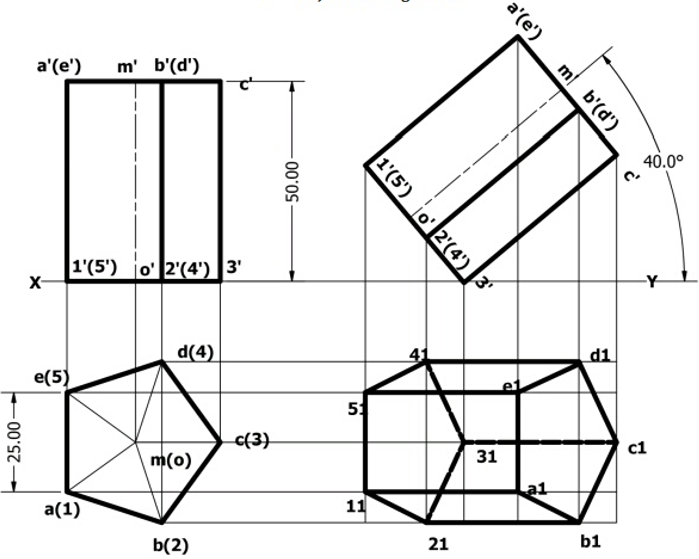 a'(e')
m'
b'(d')
c'
50.00
1'(5')
o'
2'(4')
3'
X
a'(e')
m'
b'(d')
c'
40.0°
1'(5')
o'
2'(4')
3'
Y
d(4)
e(5)
c(3)
m(o)
a(1)
b(2)
25.00
41
d1
51
e1
31
c1
11
a1
21
b1